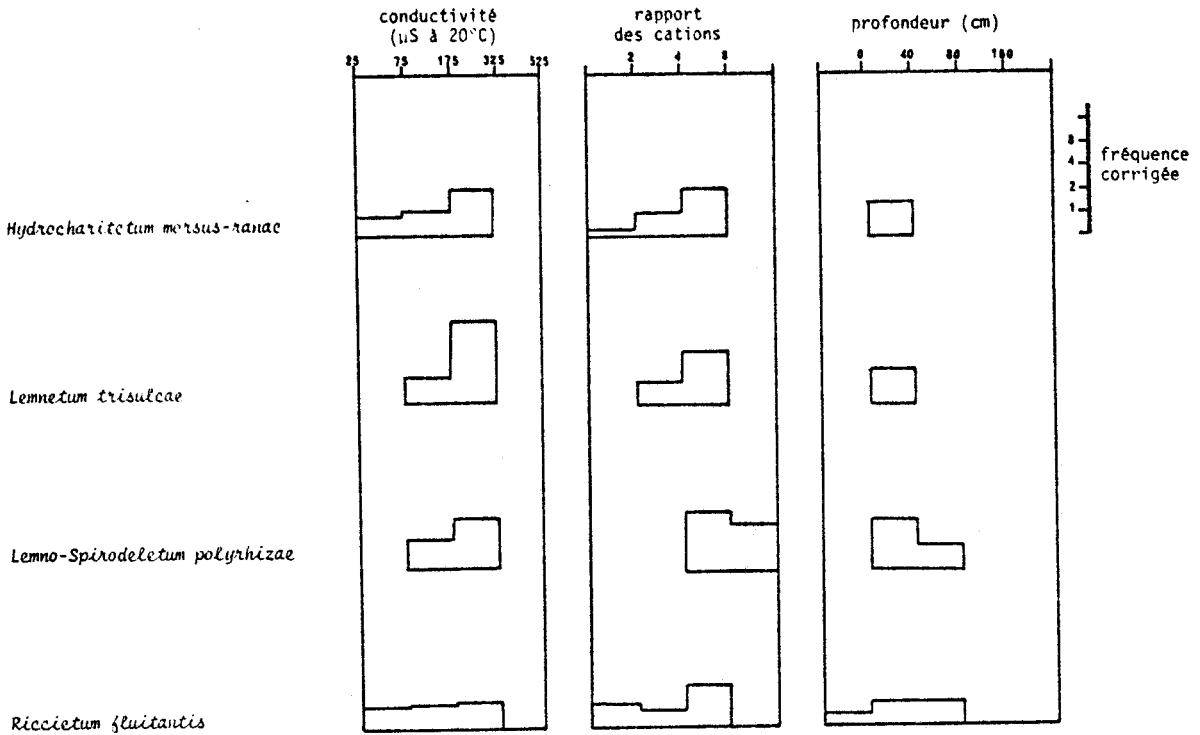 conductivité
(µS à 20°C)
25 75 175 325 525
rapport
des cations
2 4 8
profondeur (cm)
0 40 80 160
8
4
2
1
fréquence
corrigée
Hydrocharitetum morsus-ranae
Lemnetum trisulcae
Lemno-Spirodeletum polyrhizae
Riccietum fluitantis